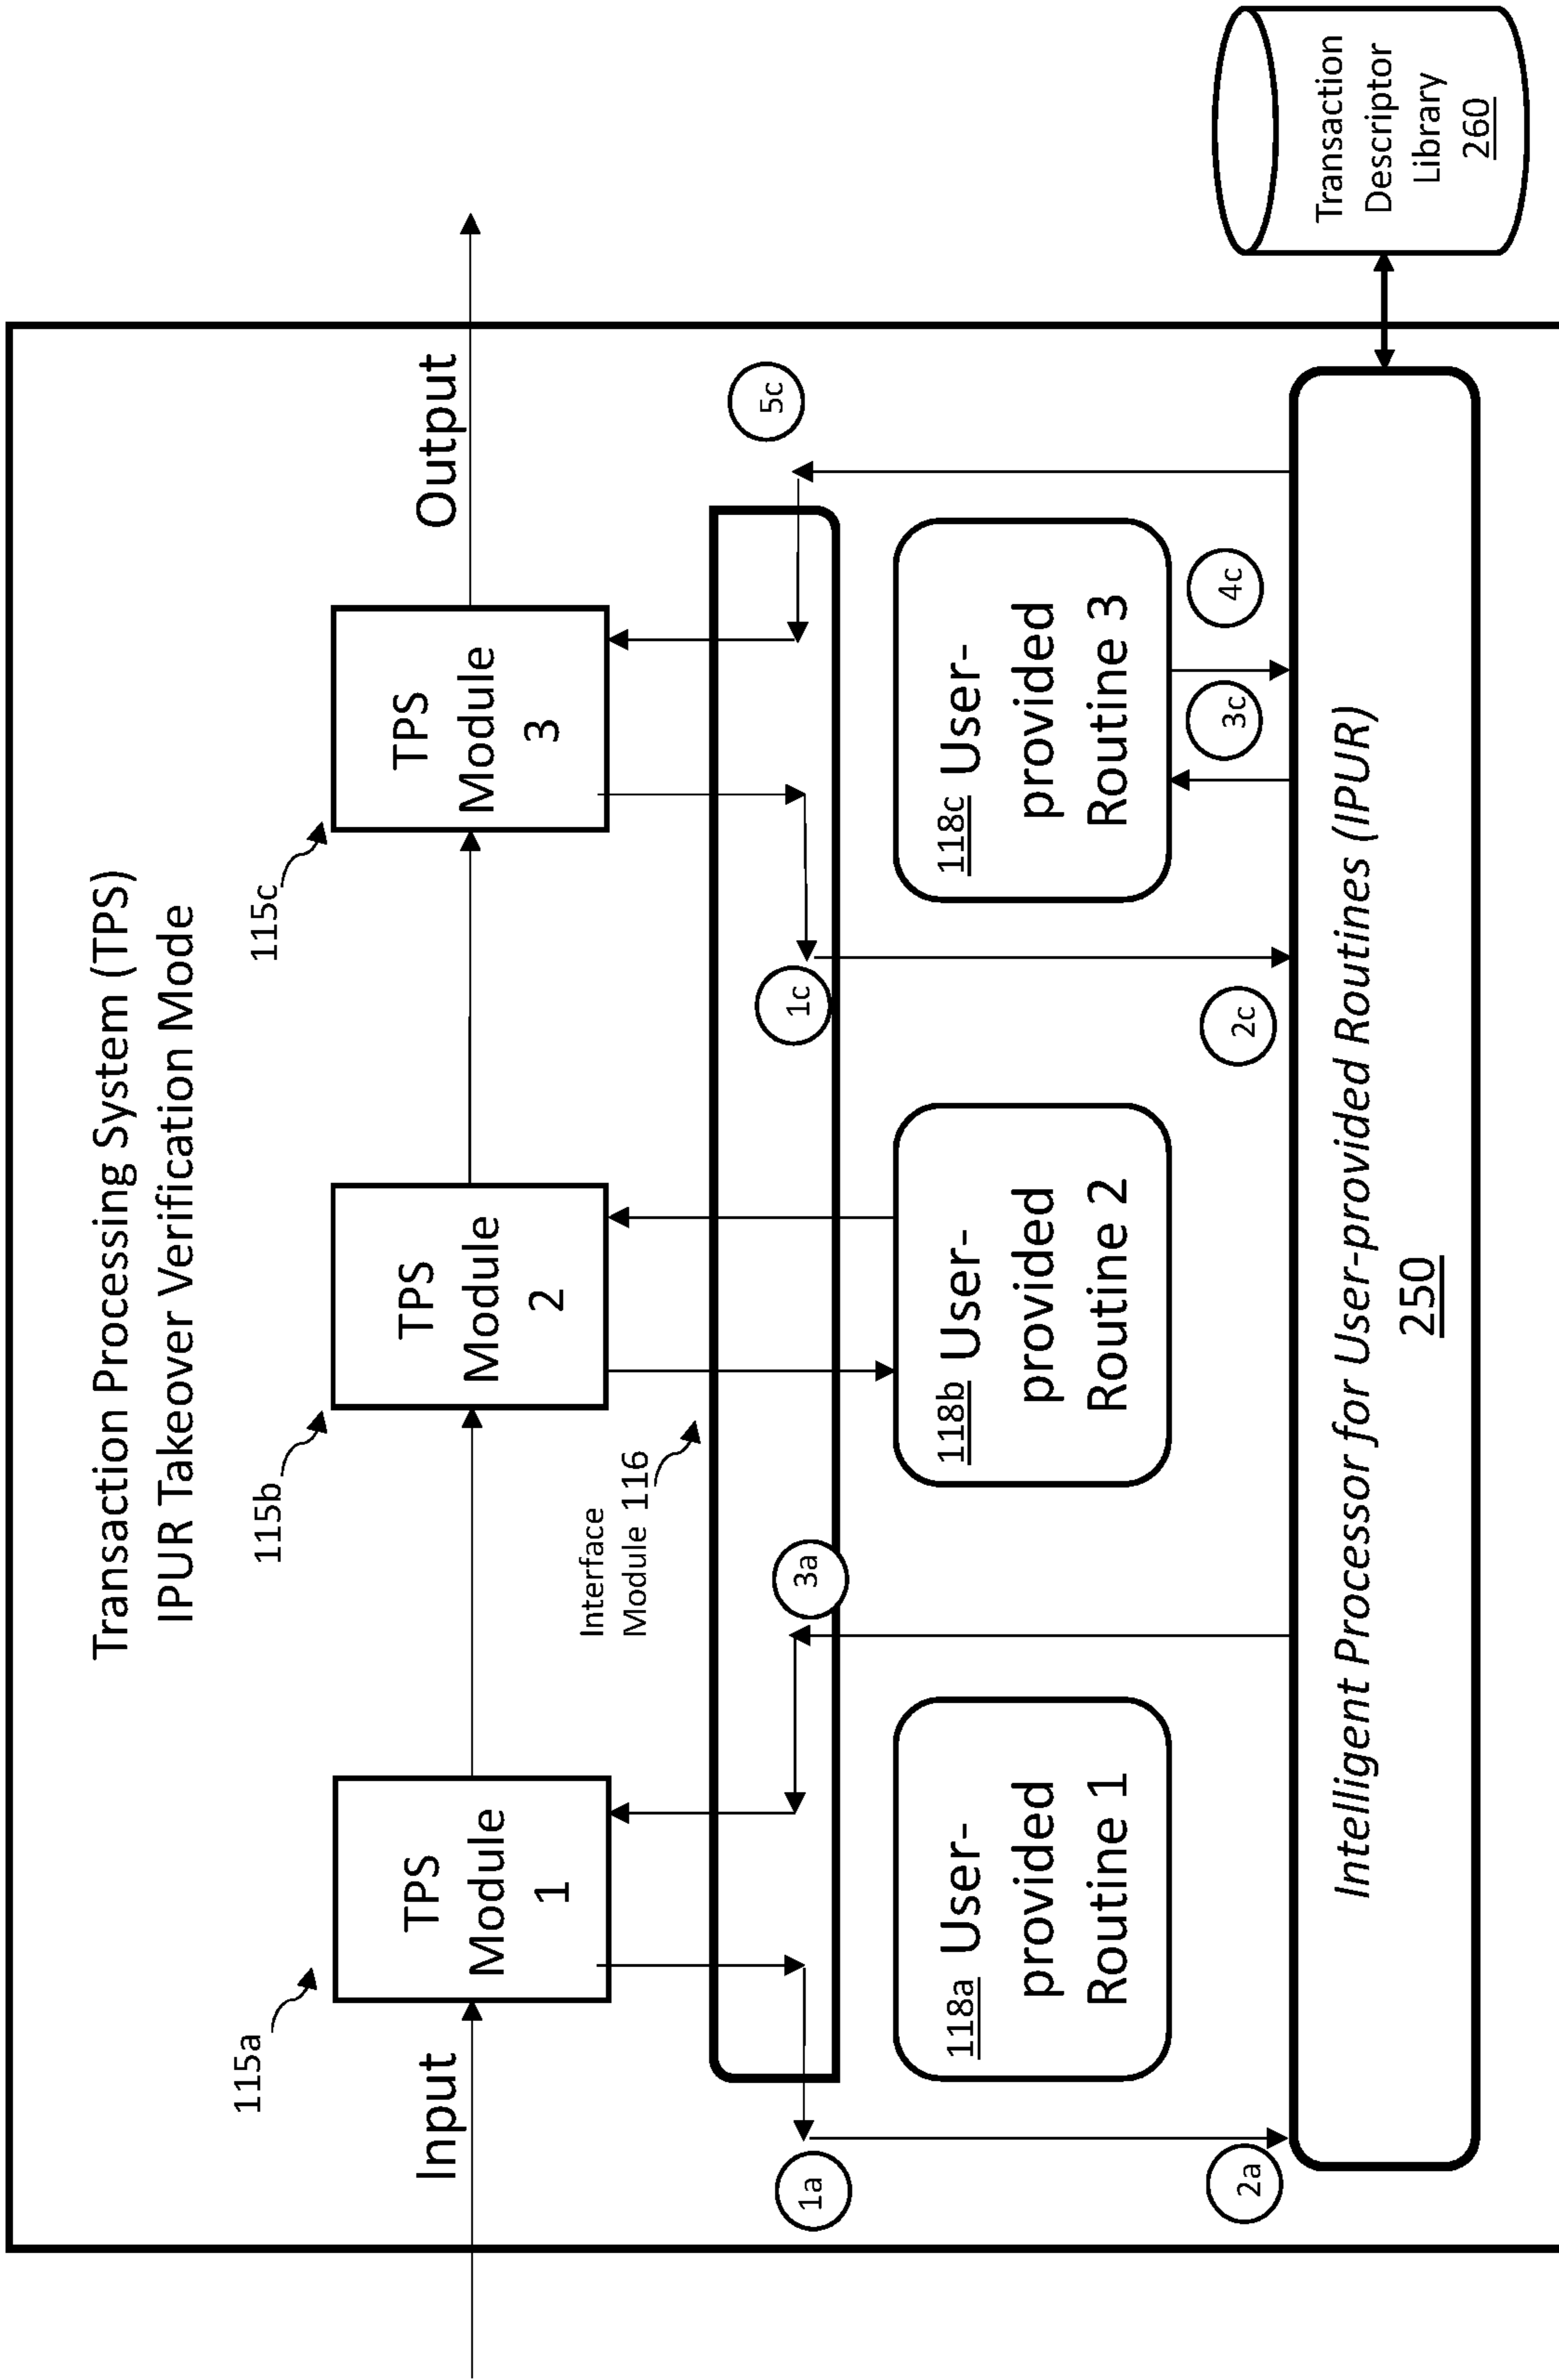 Transaction Processing System (TPS)
IPUR Takeover Verification Mode
115a
115b
115c
Input
TPS
Module
1
TPS
Module
2
TPS
Module
3
Output
Interface
Module 116
1a
3a
1c
5c
118a User-
provided
Routine 1
118b User-
provided
Routine 2
118c User-
provided
Routine 3
2a
2c
3c
4c
Intelligent Processor for User-provided Routines (IPUR)
250
Transaction
Descriptor
Library
260